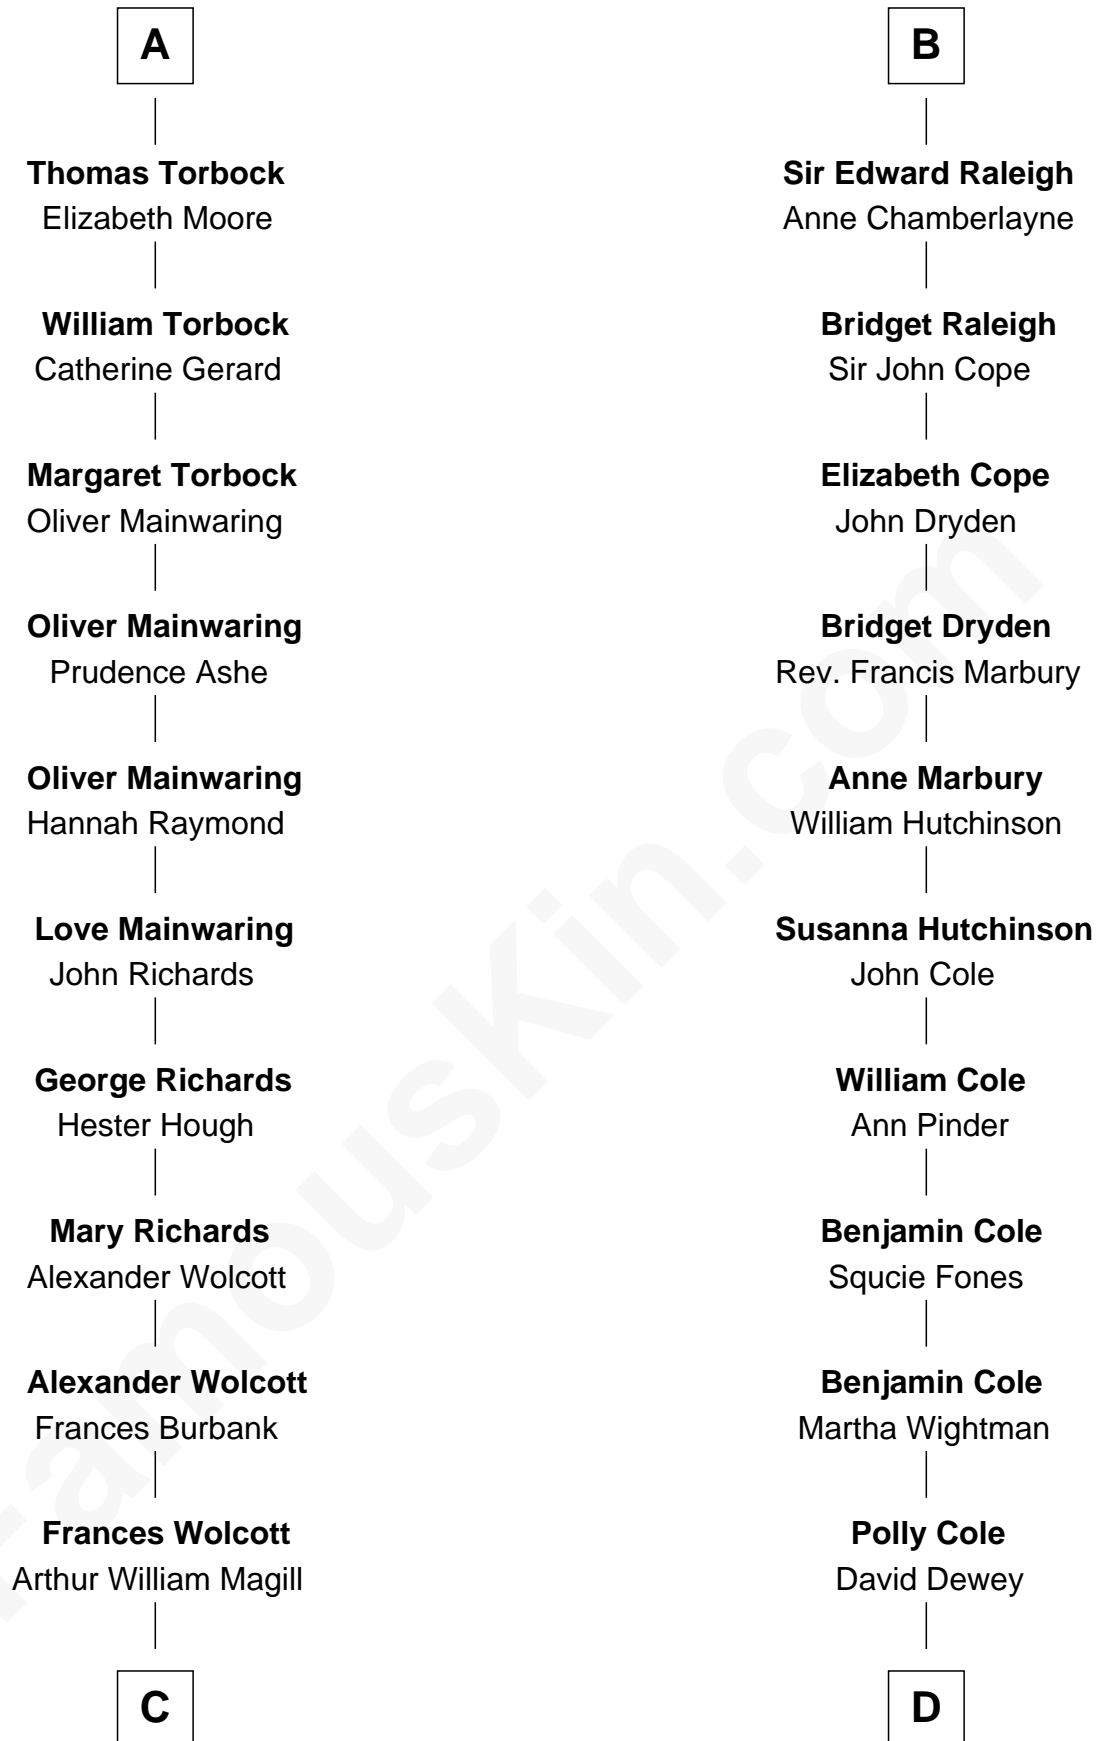 A
Thomas Torbock
Elizabeth Moore
William Torbock
Catherine Gerard
Margaret Torbock
Oliver Mainwaring
Oliver Mainwaring
Prudence Ashe
Oliver Mainwaring
Hannah Raymond
Love Mainwaring
John Richards
George Richards
Hester Hough
Mary Richards
Alexander Wolcott
Alexander Wolcott
Frances Burbank
Frances Wolcott
Arthur William Magill
C
B
Sir Edward Raleigh
Anne Chamberlayne
Bridget Raleigh
Sir John Cope
Elizabeth Cope
John Dryden
Bridget Dryden
Rev. Francis Marbury
Anne Marbury
William Hutchinson
Susanna Hutchinson
John Cole
William Cole
Ann Pinder
Benjamin Cole
Squcie Fones
Benjamin Cole
Martha Wightman
Polly Cole
David Dewey
D
FamousKin.com